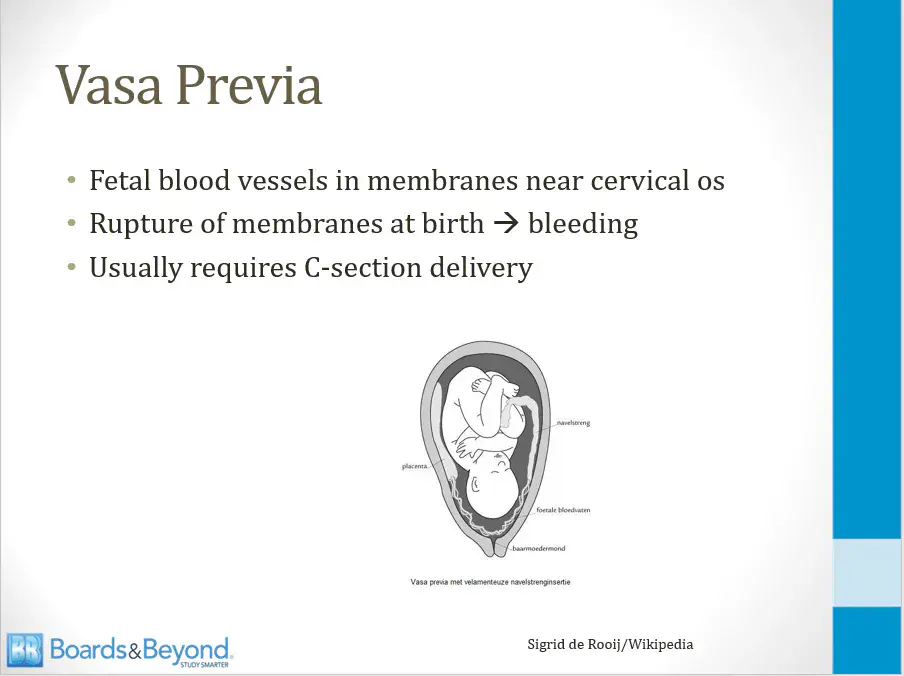 Vasa Previa
• Fetal blood vessels in membranes near cervical os
• Rupture of membranes at birth → bleeding
• Usually requires C-section delivery
navelstreng
placenta
foetale bloedvaten
baarmoedermond
Vasa previa met velamenteuze navelstrenginsertie
Sigrid de Rooij/Wikipedia
BB Boards&Beyond.
STUDY SMARTER